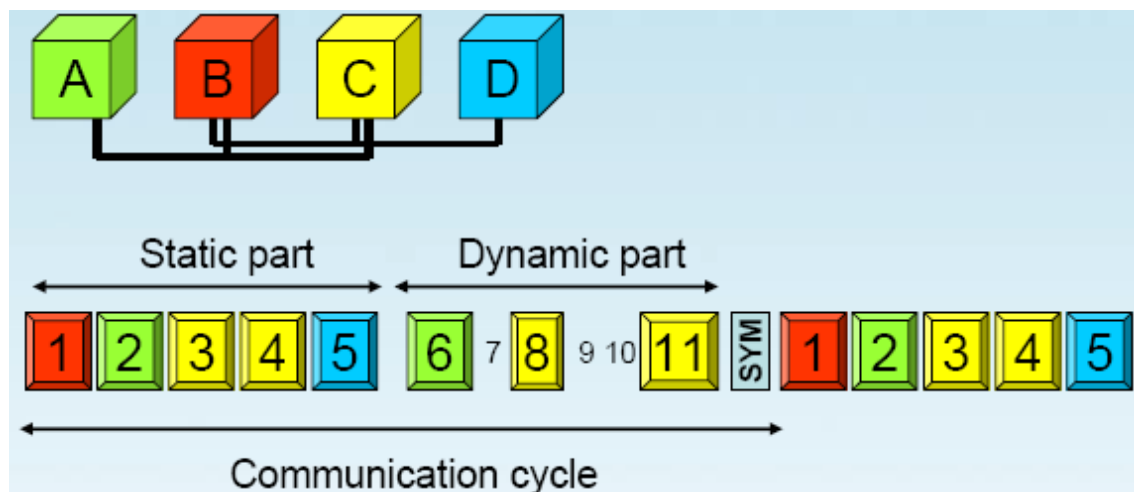 A B C D
Static part Dynamic part
1 2 3 4 5 6 7 8 9 10 11 SYM 1 2 3 4 5
Communication cycle